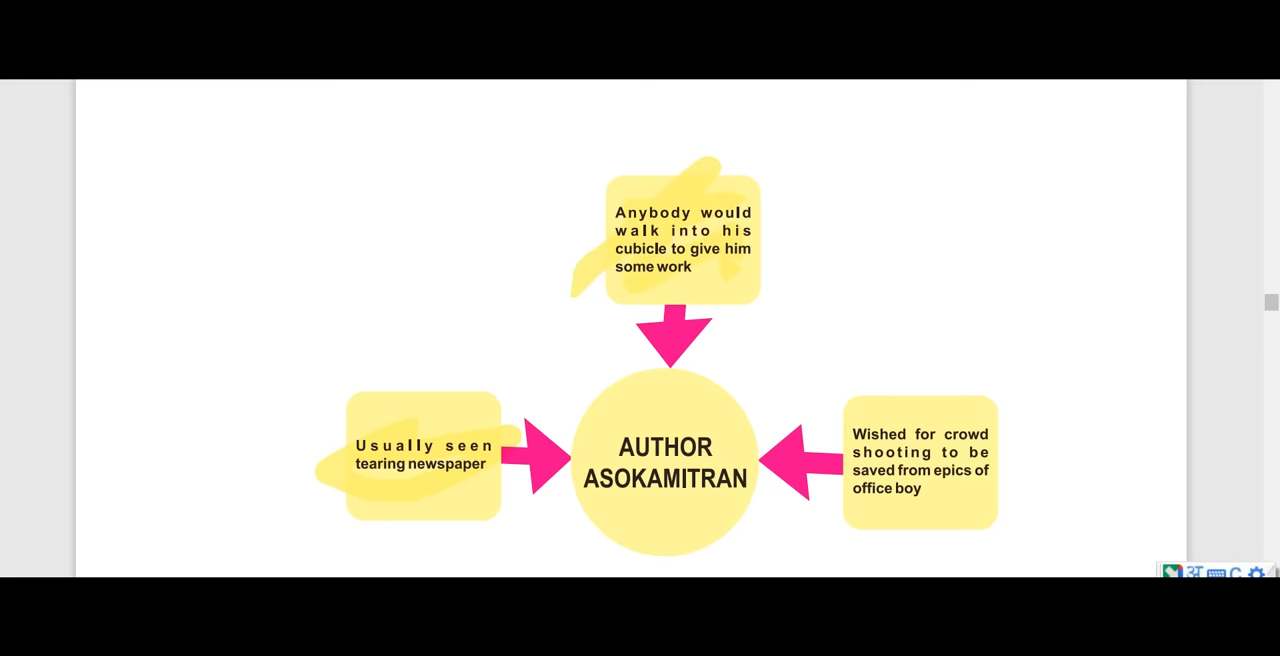 Anybody would
walk into his
cubicle to give him
some work
Usually seen
tearing newspaper
AUTHOR
ASOKAMITRAN
Wished for crowd
shooting to be
saved from epics of
office boy
अ